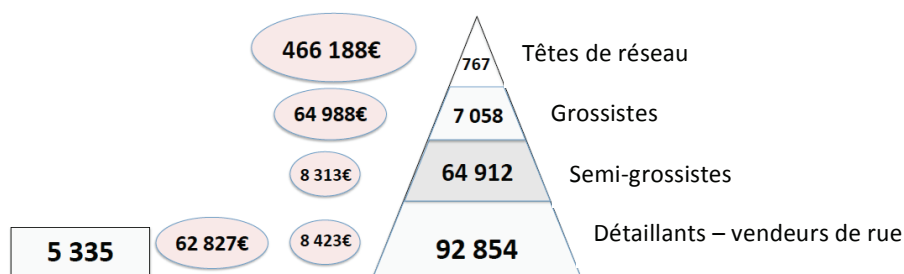 466 188€ 767 Têtes de réseau
64 988€ 7 058 Grossistes
8 313€ 64 912 Semi-grossistes
5 335 62 827€ 8 423€ 92 854 Détaillants – vendeurs de rue